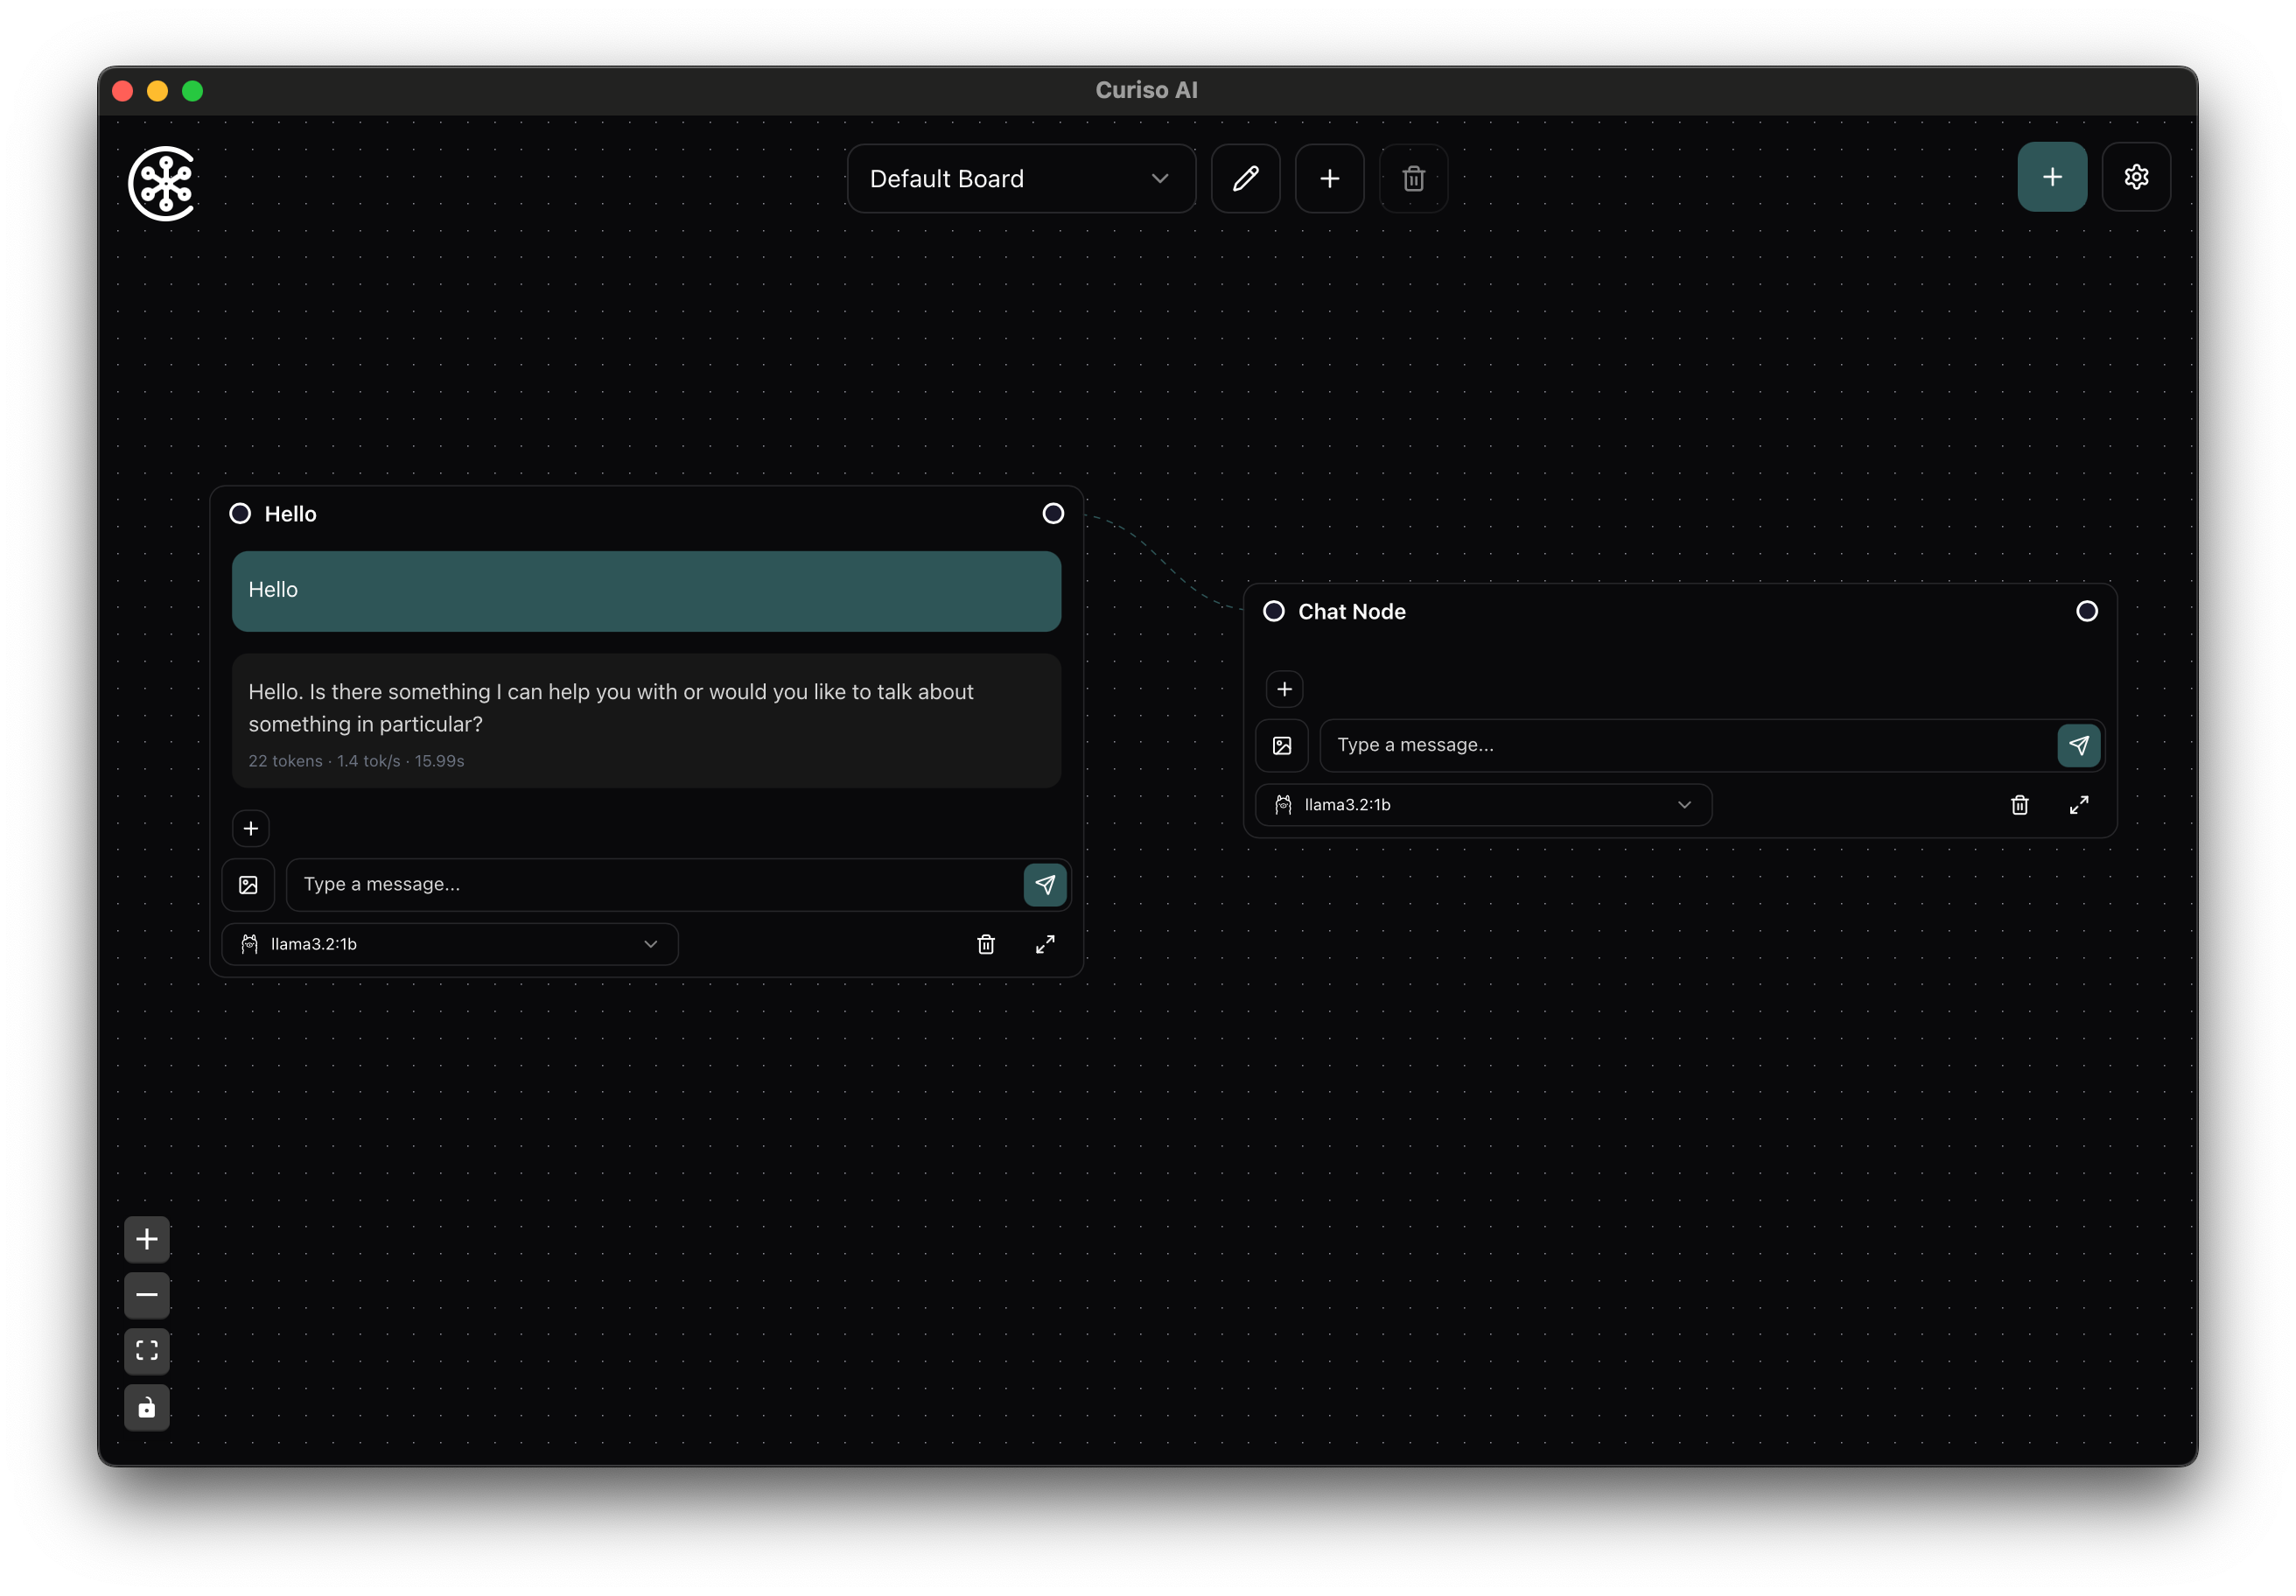 Curiso AI
Default Board
Hello
Hello
Hello. Is there something I can help you with or would you like to talk about
something in particular?
22 tokens · 1.4 tok/s · 15.99s
Type a message...
llama3.2:1b
Chat Node
Type a message...
llama3.2:1b